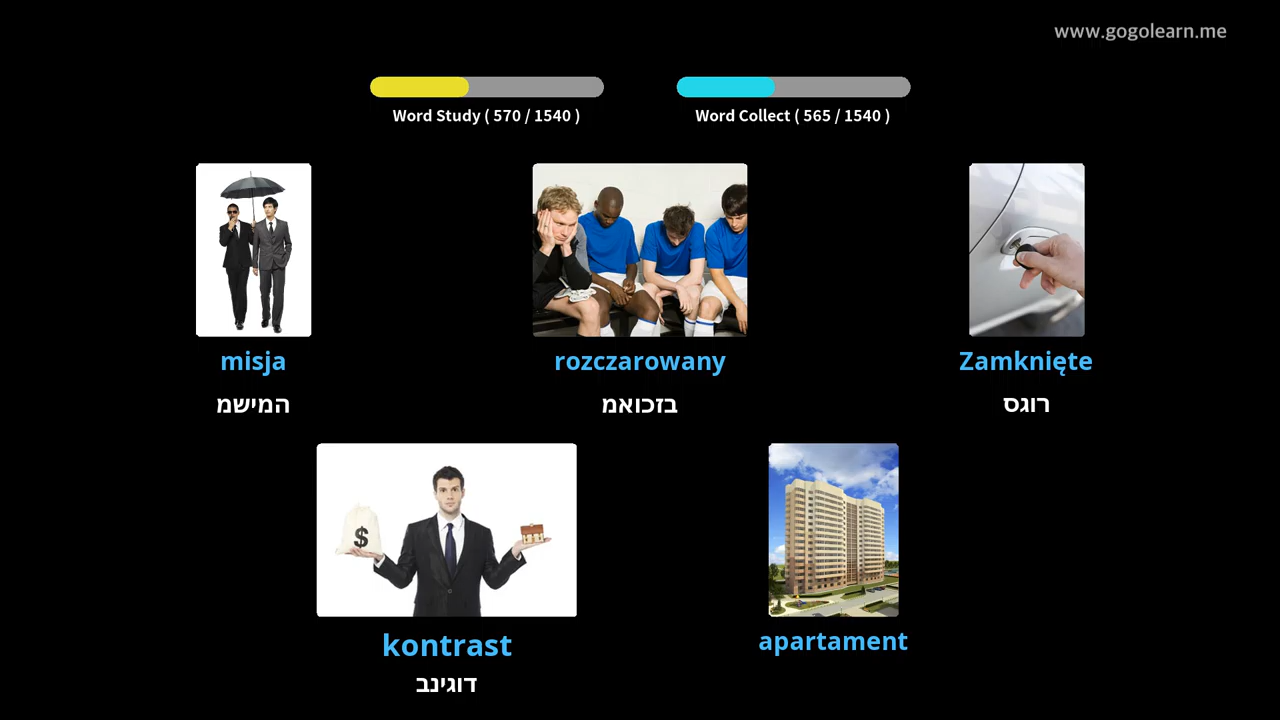 www.gogolearn.me
Word Study ( 570 / 1540 )
Word Collect ( 565 / 1540 )
misja
המישמ
rozczarowany
בזכואמ
Zamknięte
רוגס
kontrast
דוגינב
apartament